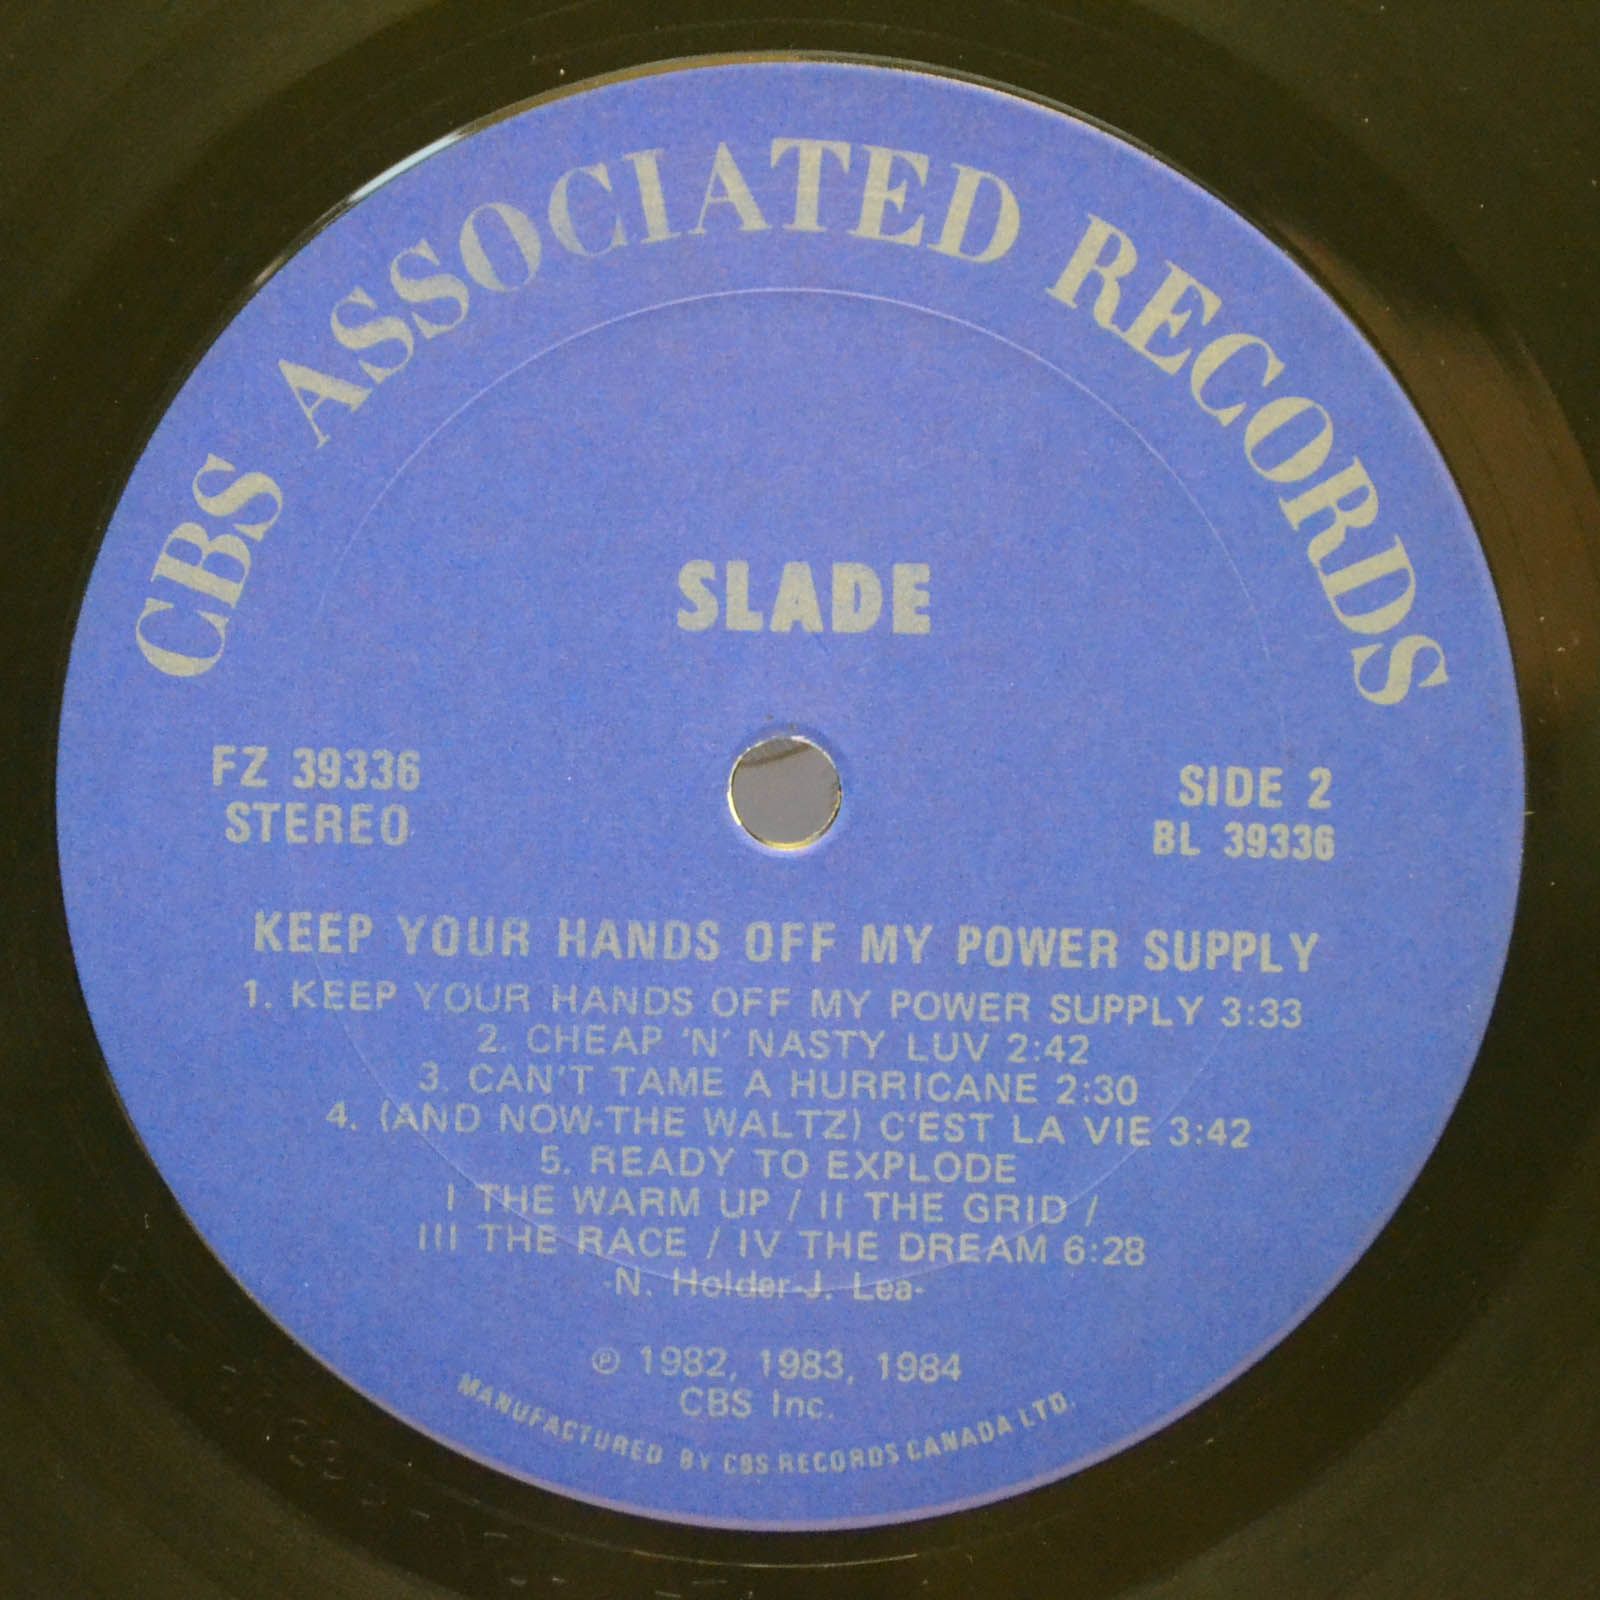 CBS ASSOCIATED RECORDS
SLADE
FZ 39336
STEREO
SIDE 2
BL 39336
KEEP YOUR HANDS OFF MY POWER SUPPLY
1. KEEP YOUR HANDS OFF MY POWER SUPPLY 3:33
2. CHEAP 'N' NASTY LUV 2:42
3. CAN'T TAME A HURRICANE 2:30
4. (AND NOW-THE WALTZ) C'EST LA VIE 3:42
5. READY TO EXPLODE
I THE WARM UP / II THE GRID /
III THE RACE / IV THE DREAM 6:28
-N. Holder-J. Lea-
℗ 1982, 1983, 1984
CBS Inc.
MANUFACTURED BY CBS RECORDS CANADA LTD.